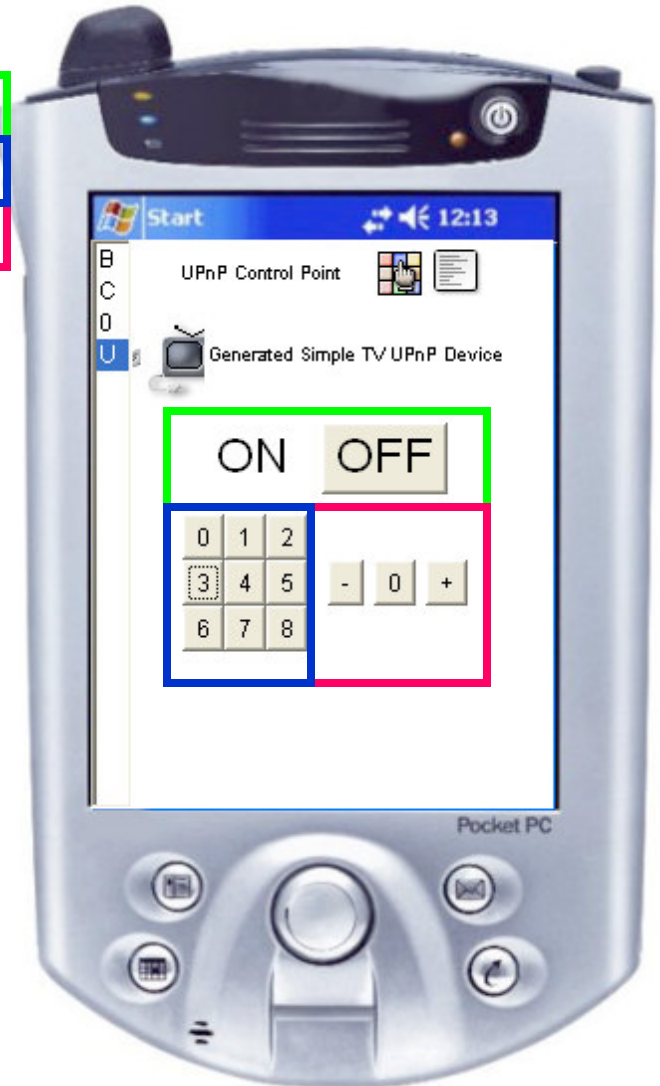 Start 12:13
B
C
0
U
UPnP Control Point
Generated Simple TV UPnP Device
ON OFF
0 1 2
3 4 5
6 7 8
- 0 +
Pocket PC